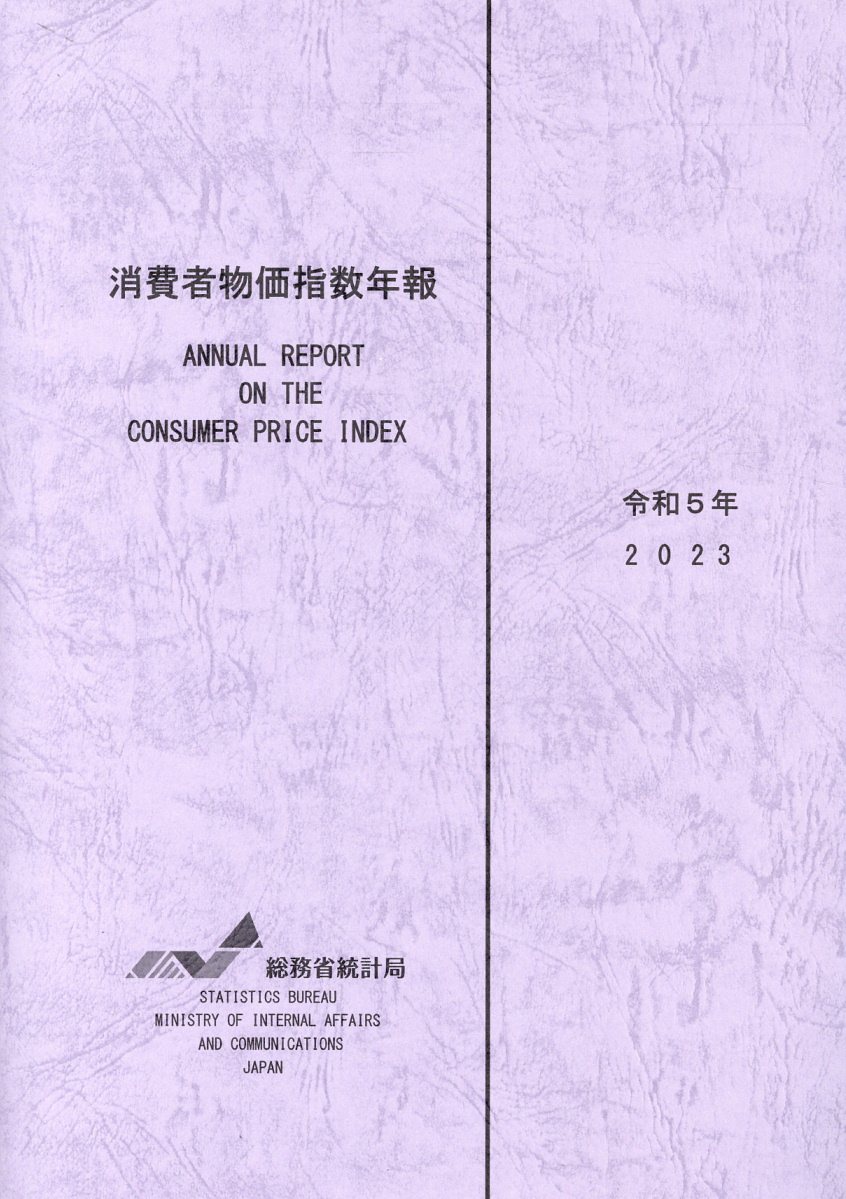 消費者物価指数年報
ANNUAL REPORT
ON THE
CONSUMER PRICE INDEX
令和5年
2023
総務省統計局
STATISTICS BUREAU
MINISTRY OF INTERNAL AFFAIRS
AND COMMUNICATIONS
JAPAN